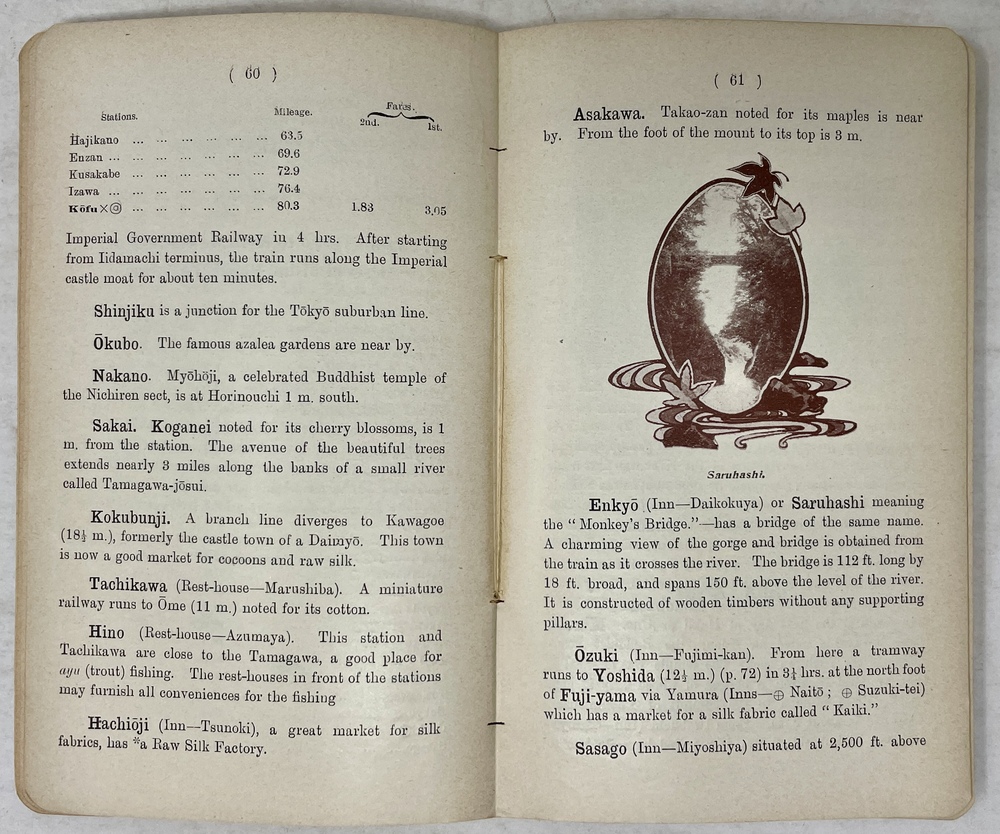 ( 60 )
Stations. Mileage. Fares.
2nd. 1st.
Hajikano ... ... ... ... ... ... 63.5
Enzan ... ... ... ... ... ... ... 69.6
Kusakabe ... ... ... ... ... ... 72.9
Izawa ... ... ... ... ... ... ... 76.4
Kōfu×◎ ... ... ... ... ... ... 80.3 1.83 3.05
Imperial Government Railway in 4 hrs. After starting
from Iidamachi terminus, the train runs along the Imperial
castle moat for about ten minutes.
Shinjiku is a junction for the Tōkyō suburban line.
Ōkubo. The famous azalea gardens are near by.
Nakano. Myōhōji, a celebrated Buddhist temple of
the Nichiren sect, is at Horinouchi 1 m. south.
Sakai. Koganei noted for its cherry blossoms, is 1
m. from the station. The avenue of the beautiful trees
extends nearly 3 miles along the banks of a small river
called Tamagawa-jōsui.
Kokubunji. A branch line diverges to Kawagoe
(18½ m.), formerly the castle town of a Daimyō. This town
is now a good market for cocoons and raw silk.
Tachikawa (Rest-house—Marushiba). A miniature
railway runs to Ōme (11 m.) noted for its cotton.
Hino (Rest-house—Azumaya). This station and
Tachikawa are close to the Tamagawa, a good place for
ayu (trout) fishing. The rest-houses in front of the stations
may furnish all conveniences for the fishing
Hachiōji (Inn—Tsunoki), a great market for silk
fabrics, has *a Raw Silk Factory.
( 61 )
Asakawa. Takao-zan noted for its maples is near
by. From the foot of the mount to its top is 3 m.
Saruhashi.
Enkyō (Inn—Daikokuya) or Saruhashi meaning
the “ Monkey's Bridge.”—has a bridge of the same name.
A charming view of the gorge and bridge is obtained from
the train as it crosses the river. The bridge is 112 ft. long by
18 ft. broad, and spans 150 ft. above the level of the river.
It is constructed of wooden timbers without any supporting
pillars.
Ōzuki (Inn—Fujimi-kan). From here a tramway
runs to Yoshida (12½ m.) (p. 72) in 3¼ hrs. at the north foot
of Fuji-yama via Yamura (Inns—⊕ Naitō ; ⊕ Suzuki-tei)
which has a market for a silk fabric called “ Kaiki.”
Sasago (Inn—Miyoshiya) situated at 2,500 ft. above